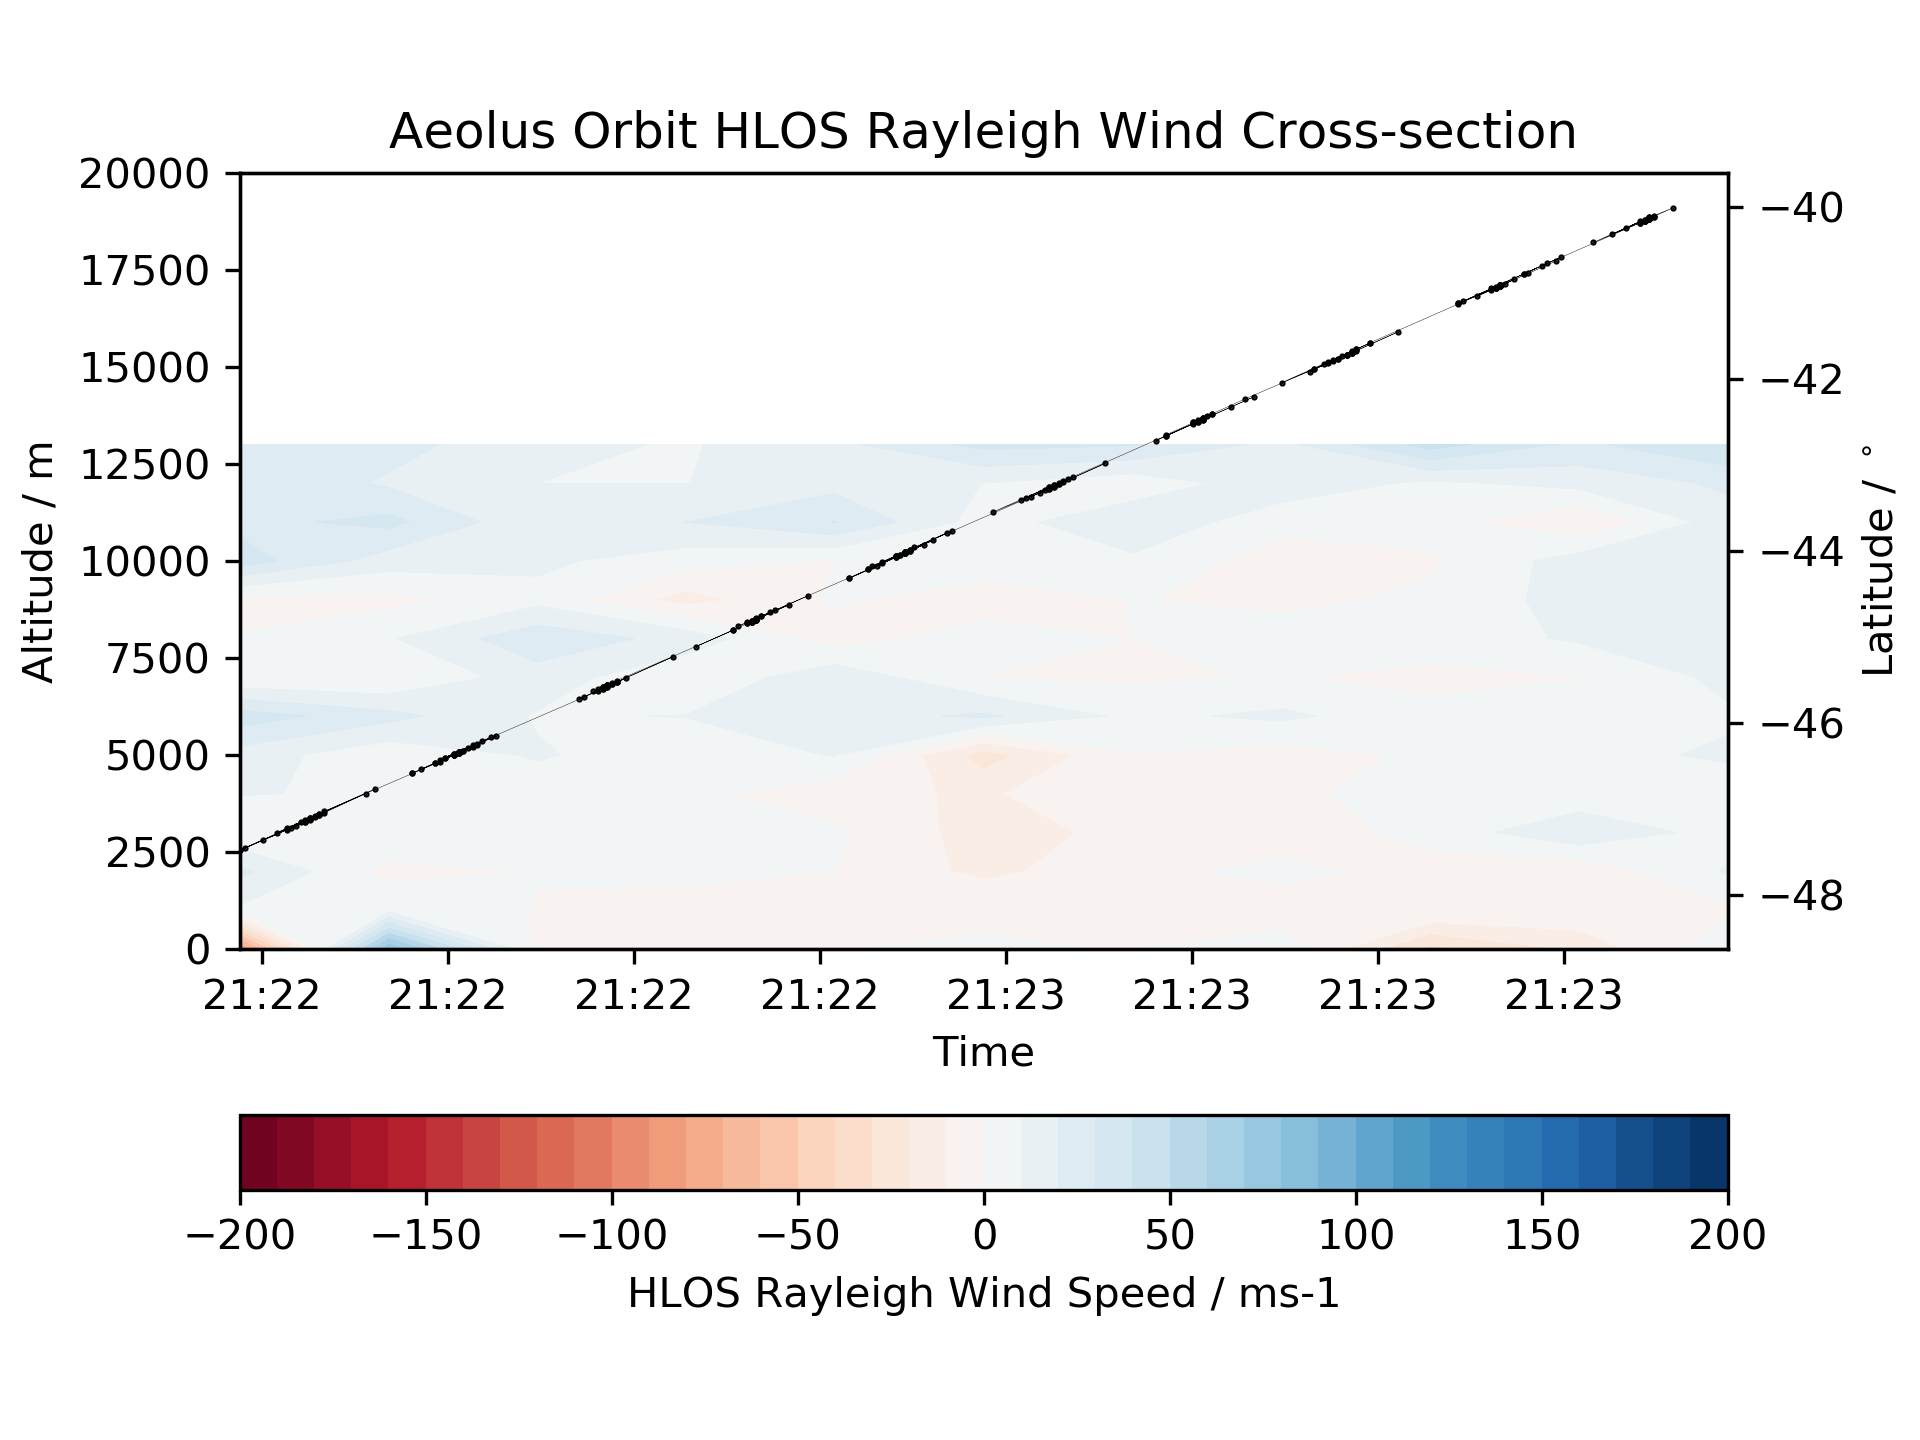 Aeolus Orbit HLOS Rayleigh Wind Cross-section
20000
17500
15000
12500
10000
7500
5000
2500
0
Altitude / m
−40
−42
−44
−46
−48
Latitude / °
21:22 21:22 21:22 21:22 21:23 21:23 21:23 21:23
Time
−200 −150 −100 −50 0 50 100 150 200
HLOS Rayleigh Wind Speed / ms-1